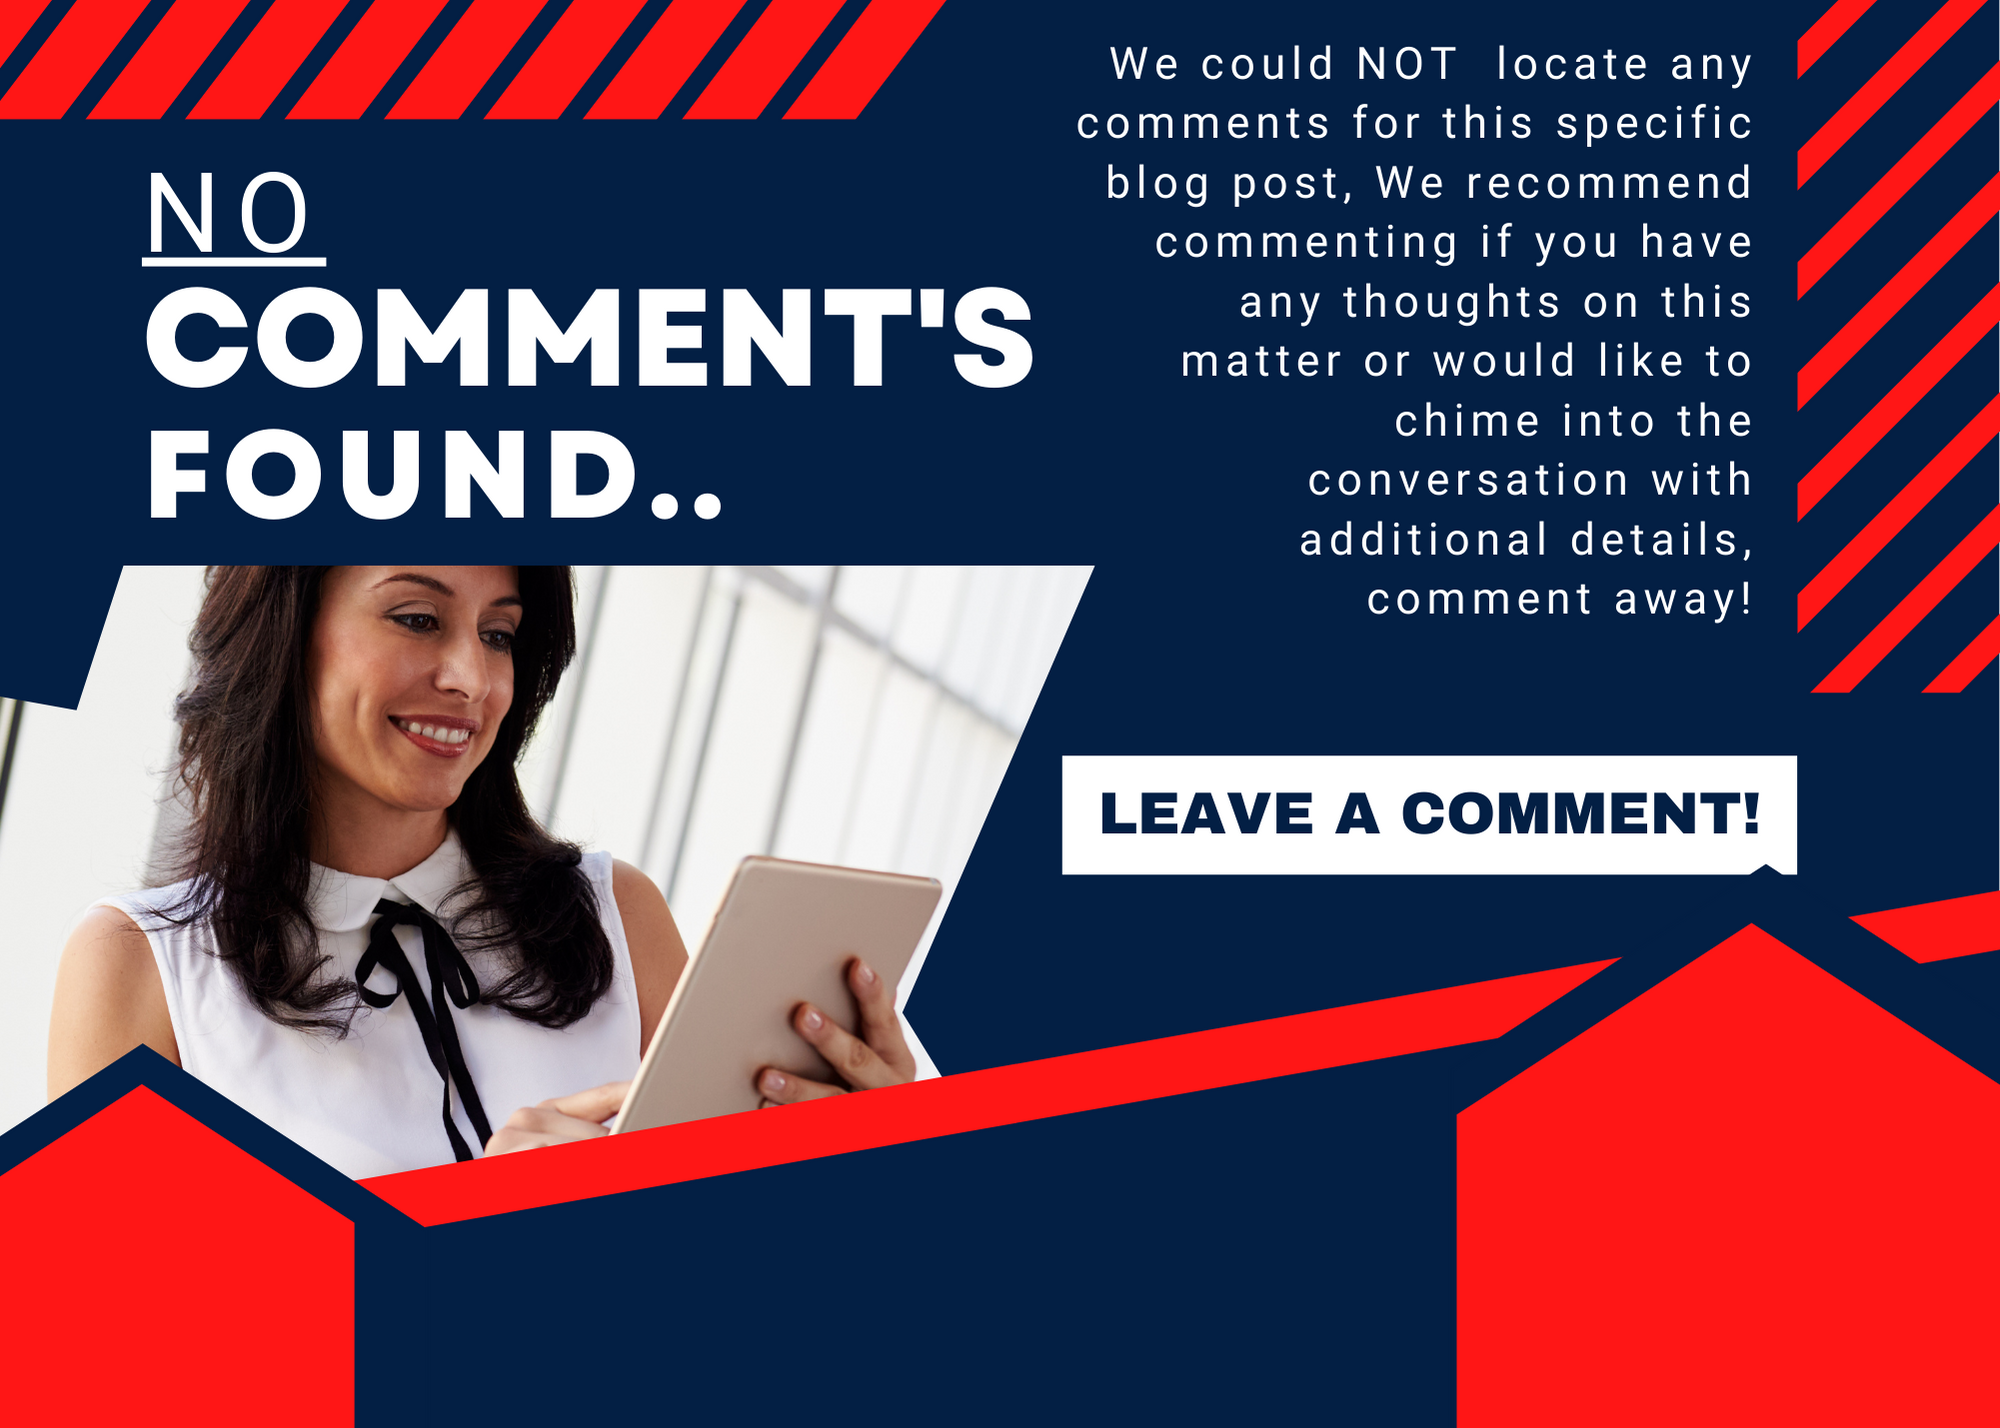 NO
COMMENT'S
FOUND..
We could NOT  locate any
comments for this specific
blog post, We recommend
commenting if you have
any thoughts on this
matter or would like to
chime into the
conversation with
additional details,
comment away!
LEAVE A COMMENT!